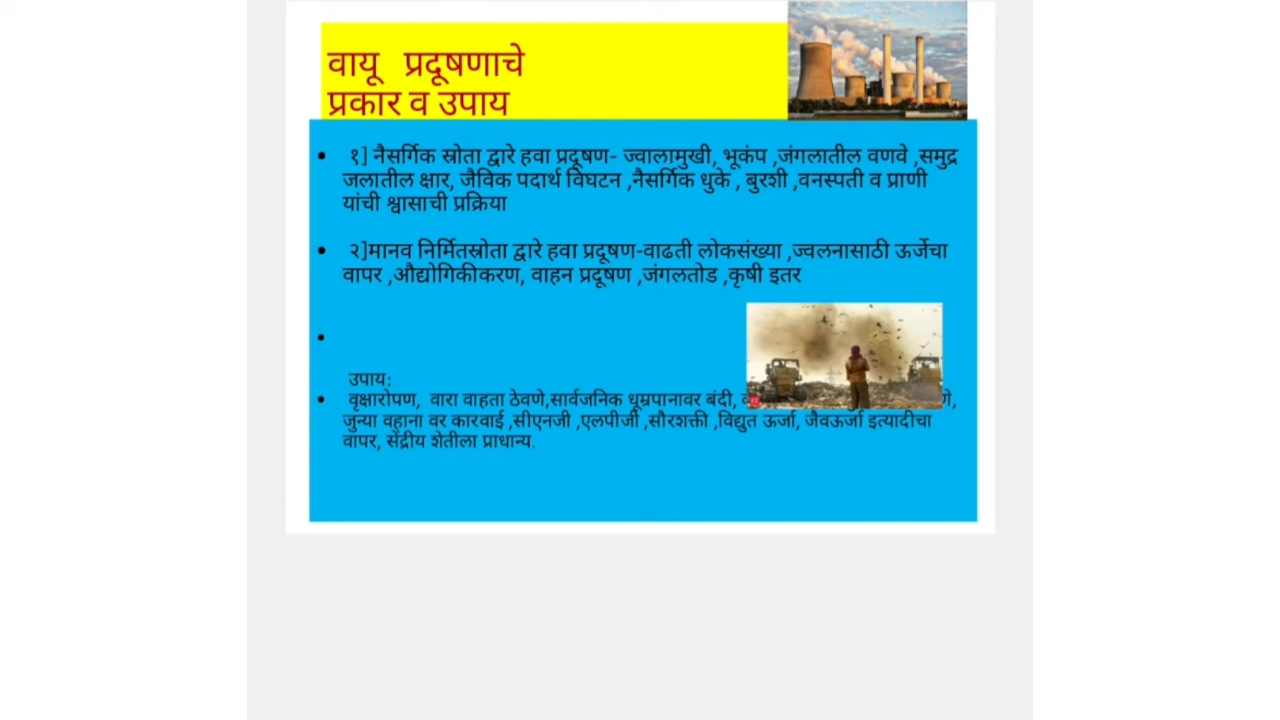 वायू प्रदूषणाचे
प्रकार व उपाय
• १] नैसर्गिक स्रोता द्वारे हवा प्रदूषण- ज्वालामुखी, भूकंप ,जंगलातील वणवे ,समुद्र
जलातील क्षार, जैविक पदार्थ विघटन ,नैसर्गिक धुके , बुरशी ,वनस्पती व प्राणी
यांची श्वासाची प्रक्रिया
• २]मानव निर्मितस्रोता द्वारे हवा प्रदूषण-वाढती लोकसंख्या ,ज्वलनासाठी ऊर्जेचा
वापर ,औद्योगिकीकरण, वाहन प्रदूषण ,जंगलतोड ,कृषी इतर
•
उपाय:
• वृक्षारोपण, वारा वाहता ठेवणे,सार्वजनिक धूम्रपानावर बंदी,
जुन्या वहाना वर कारवाई ,सीएनजी ,एलपीजी ,सौरशक्ती ,विद्युत ऊर्जा, जैवऊर्जा इत्यादीचा
वापर, सेंद्रीय शेतीला प्राधान्य.